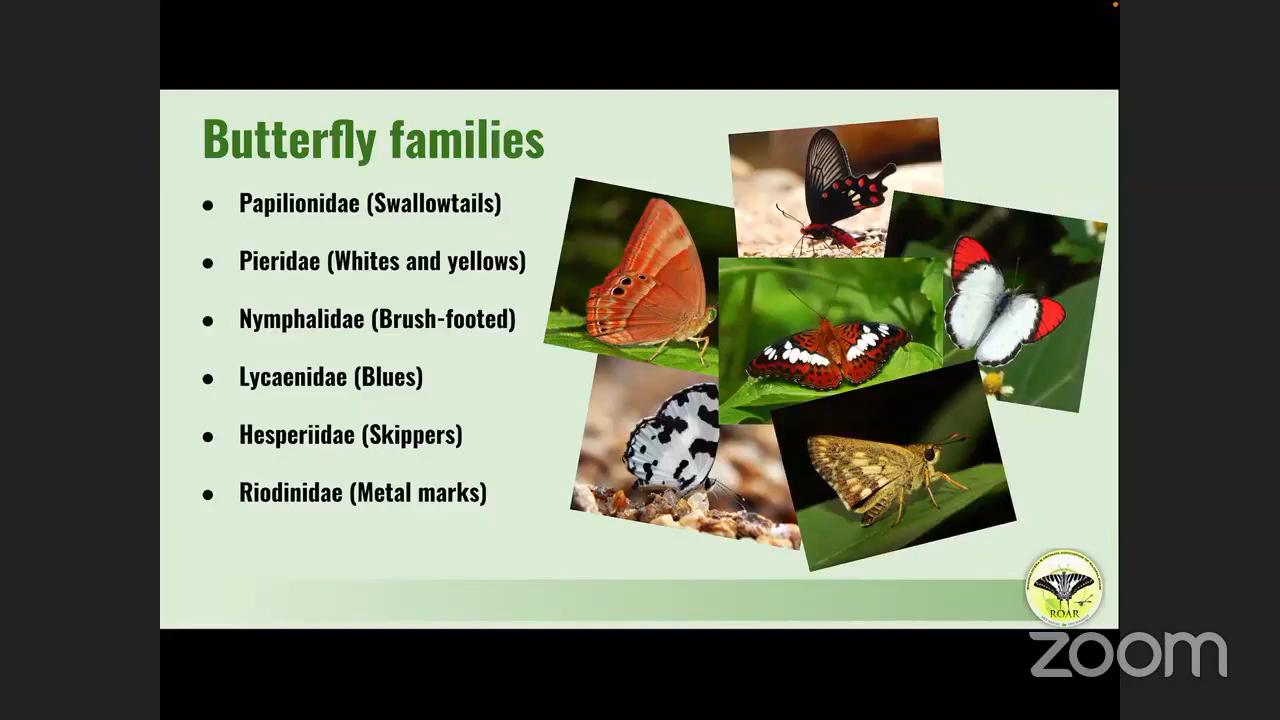 Butterfly families
● Papilionidae (Swallowtails)
● Pieridae (Whites and yellows)
● Nymphalidae (Brush-footed)
● Lycaenidae (Blues)
● Hesperiidae (Skippers)
● Riodinidae (Metal marks)
ROAR
zoom